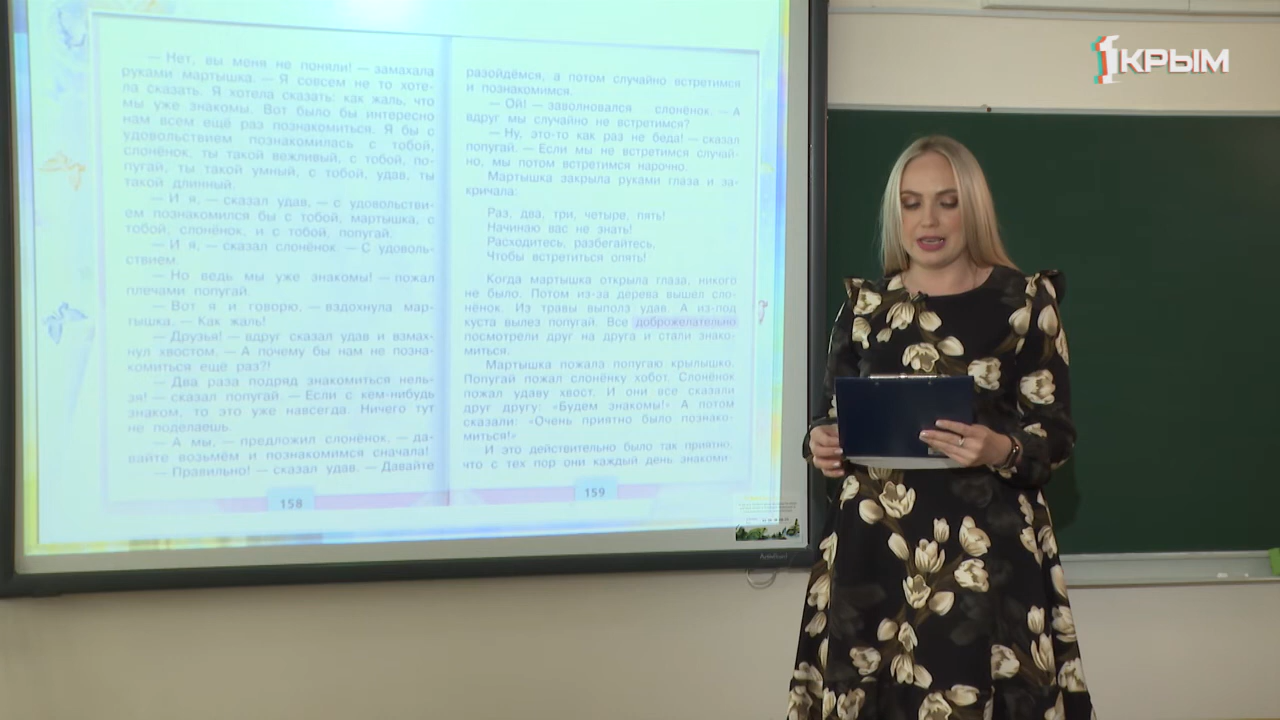 1КРЫМ
— Нет, вы меня не поняли! — замахала
руками мартышка. — Я совсем не то хоте-
ла сказать. Я хотела сказать: как жаль, что
мы уже знакомы. Вот было бы интересно
нам всем ещё раз познакомиться. Я бы с
удовольствием познакомилась с тобой,
слонёнок, ты такой вежливый, с тобой, по-
пугай, ты такой умный, с тобой, удав, ты
такой длинный.
— И я, — сказал удав, — с удовольстви-
ем познакомился бы с тобой, мартышка, с
тобой, слонёнок, и с тобой, попугай.
— И я, — сказал слонёнок. — С удоволь-
ствием.
— Но ведь мы уже знакомы! — пожал
плечами попугай.
— Вот я и говорю, — вздохнула мар-
тышка. — Как жаль!
— Друзья! — вдруг сказал удав и взмах-
нул хвостом. — А почему бы нам не позна-
комиться ещё раз?!
— Два раза подряд знакомиться нель-
зя! — сказал попугай. — Если с кем-нибудь
знаком, то это уже навсегда. Ничего тут
не поделаешь.
— А мы, — предложил слонёнок, — да-
вайте возьмём и познакомимся сначала!
— Правильно! — сказал удав. — Давайте
158
разойдёмся, а потом случайно встретимся
и познакомимся.
— Ой! — заволновался слонёнок. — А
вдруг мы случайно не встретимся?
— Ну, это-то как раз не беда! — сказал
попугай. — Если мы не встретимся случай-
но, мы потом встретимся нарочно.
Мартышка закрыла руками глаза и за-
кричала:
Раз, два, три, четыре, пять!
Начинаю вас не знать!
Расходитесь, разбегайтесь,
Чтобы встретиться опять!
Когда мартышка открыла глаза, никого
не было. Потом из-за дерева вышел сло-
нёнок. Из травы выполз удав. А из-под
куста вылез попугай. Все доброжелательно
посмотрели друг на друга и стали знако-
миться.
Мартышка пожала попугаю крылышко.
Попугай пожал слонёнку хобот. Слонёнок
пожал удаву хвост. И они все сказали
друг другу: «Будем знакомы!» А потом
сказали: «Очень приятно было познако-
миться!»
И это действительно было так приятно,
что с тех пор они каждый день знакоми-
159